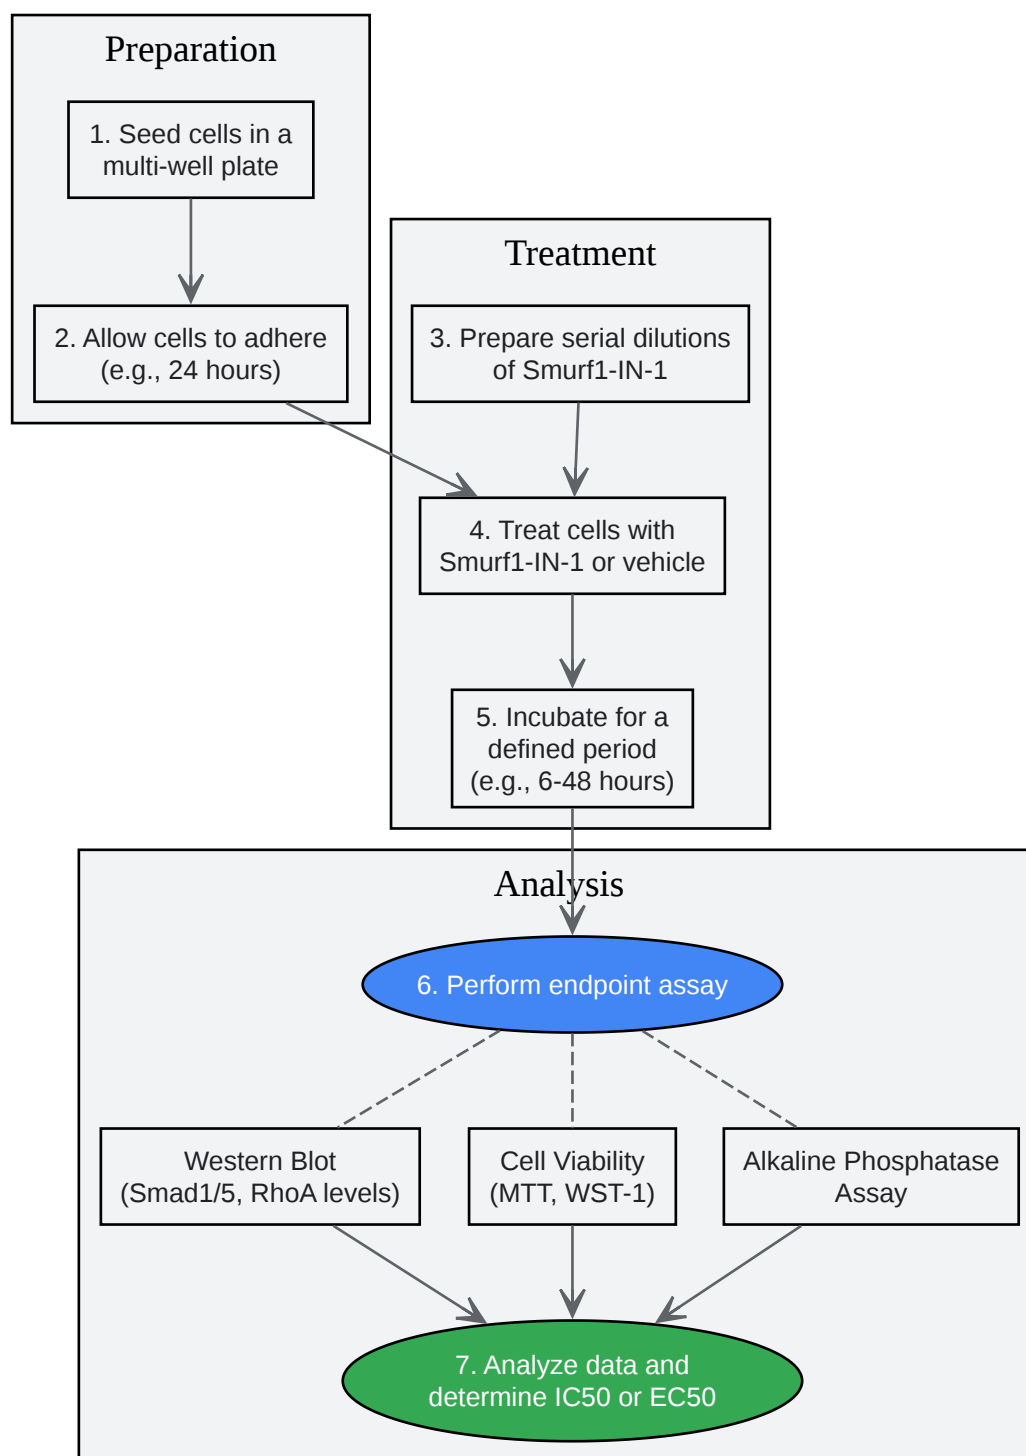 Preparation
1. Seed cells in a
multi-well plate
2. Allow cells to adhere
(e.g., 24 hours)
Treatment
3. Prepare serial dilutions
of Smurf1-IN-1
4. Treat cells with
Smurf1-IN-1 or vehicle
5. Incubate for a
defined period
(e.g., 6-48 hours)
Analysis
6. Perform endpoint assay
Western Blot
(Smad1/5, RhoA levels)
Cell Viability
(MTT, WST-1)
Alkaline Phosphatase
Assay
7. Analyze data and
determine IC50 or EC50